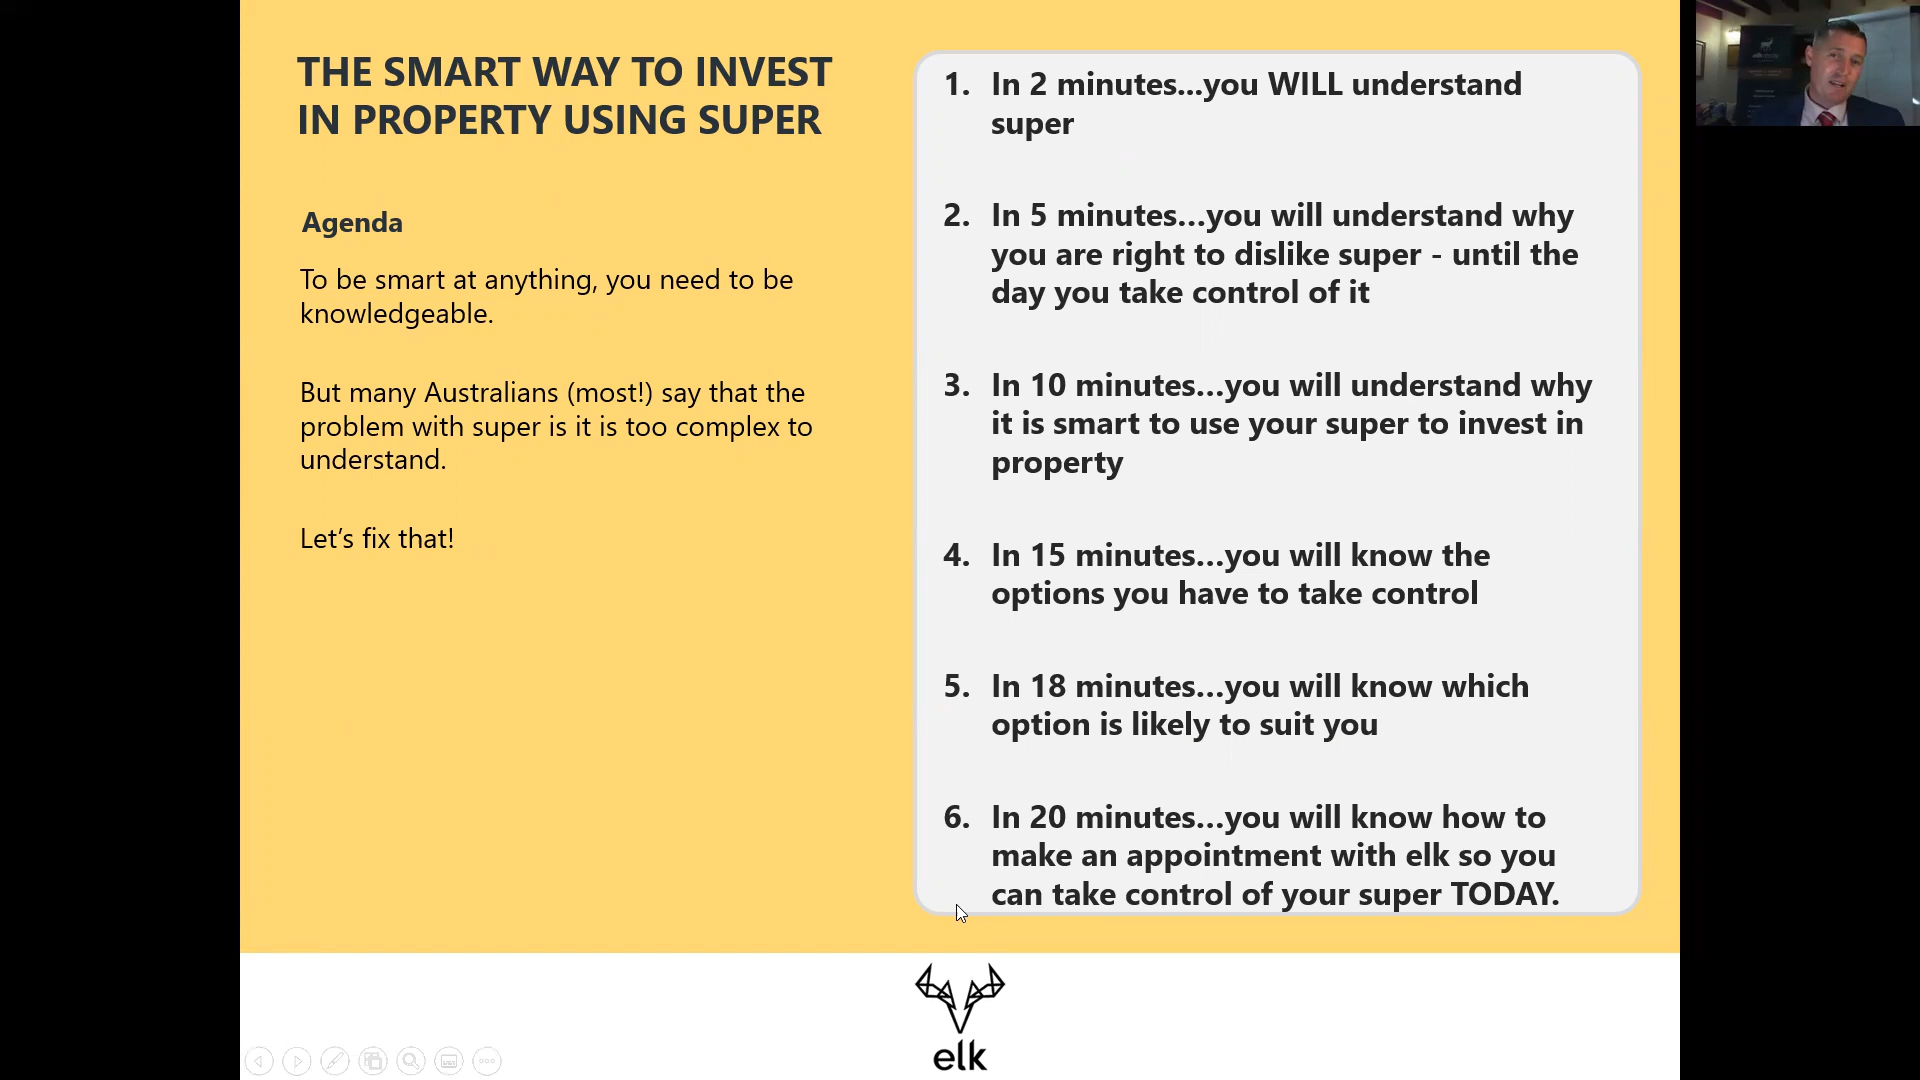 THE SMART WAY TO INVEST
IN PROPERTY USING SUPER
Agenda
To be smart at anything, you need to be
knowledgeable.
But many Australians (most!) say that the
problem with super is it is too complex to
understand.
Let’s fix that!
1. In 2 minutes...you WILL understand
super
2. In 5 minutes…you will understand why
you are right to dislike super - until the
day you take control of it
3. In 10 minutes…you will understand why
it is smart to use your super to invest in
property
4. In 15 minutes…you will know the
options you have to take control
5. In 18 minutes…you will know which
option is likely to suit you
6. In 20 minutes…you will know how to
make an appointment with elk so you
can take control of your super TODAY.
elk